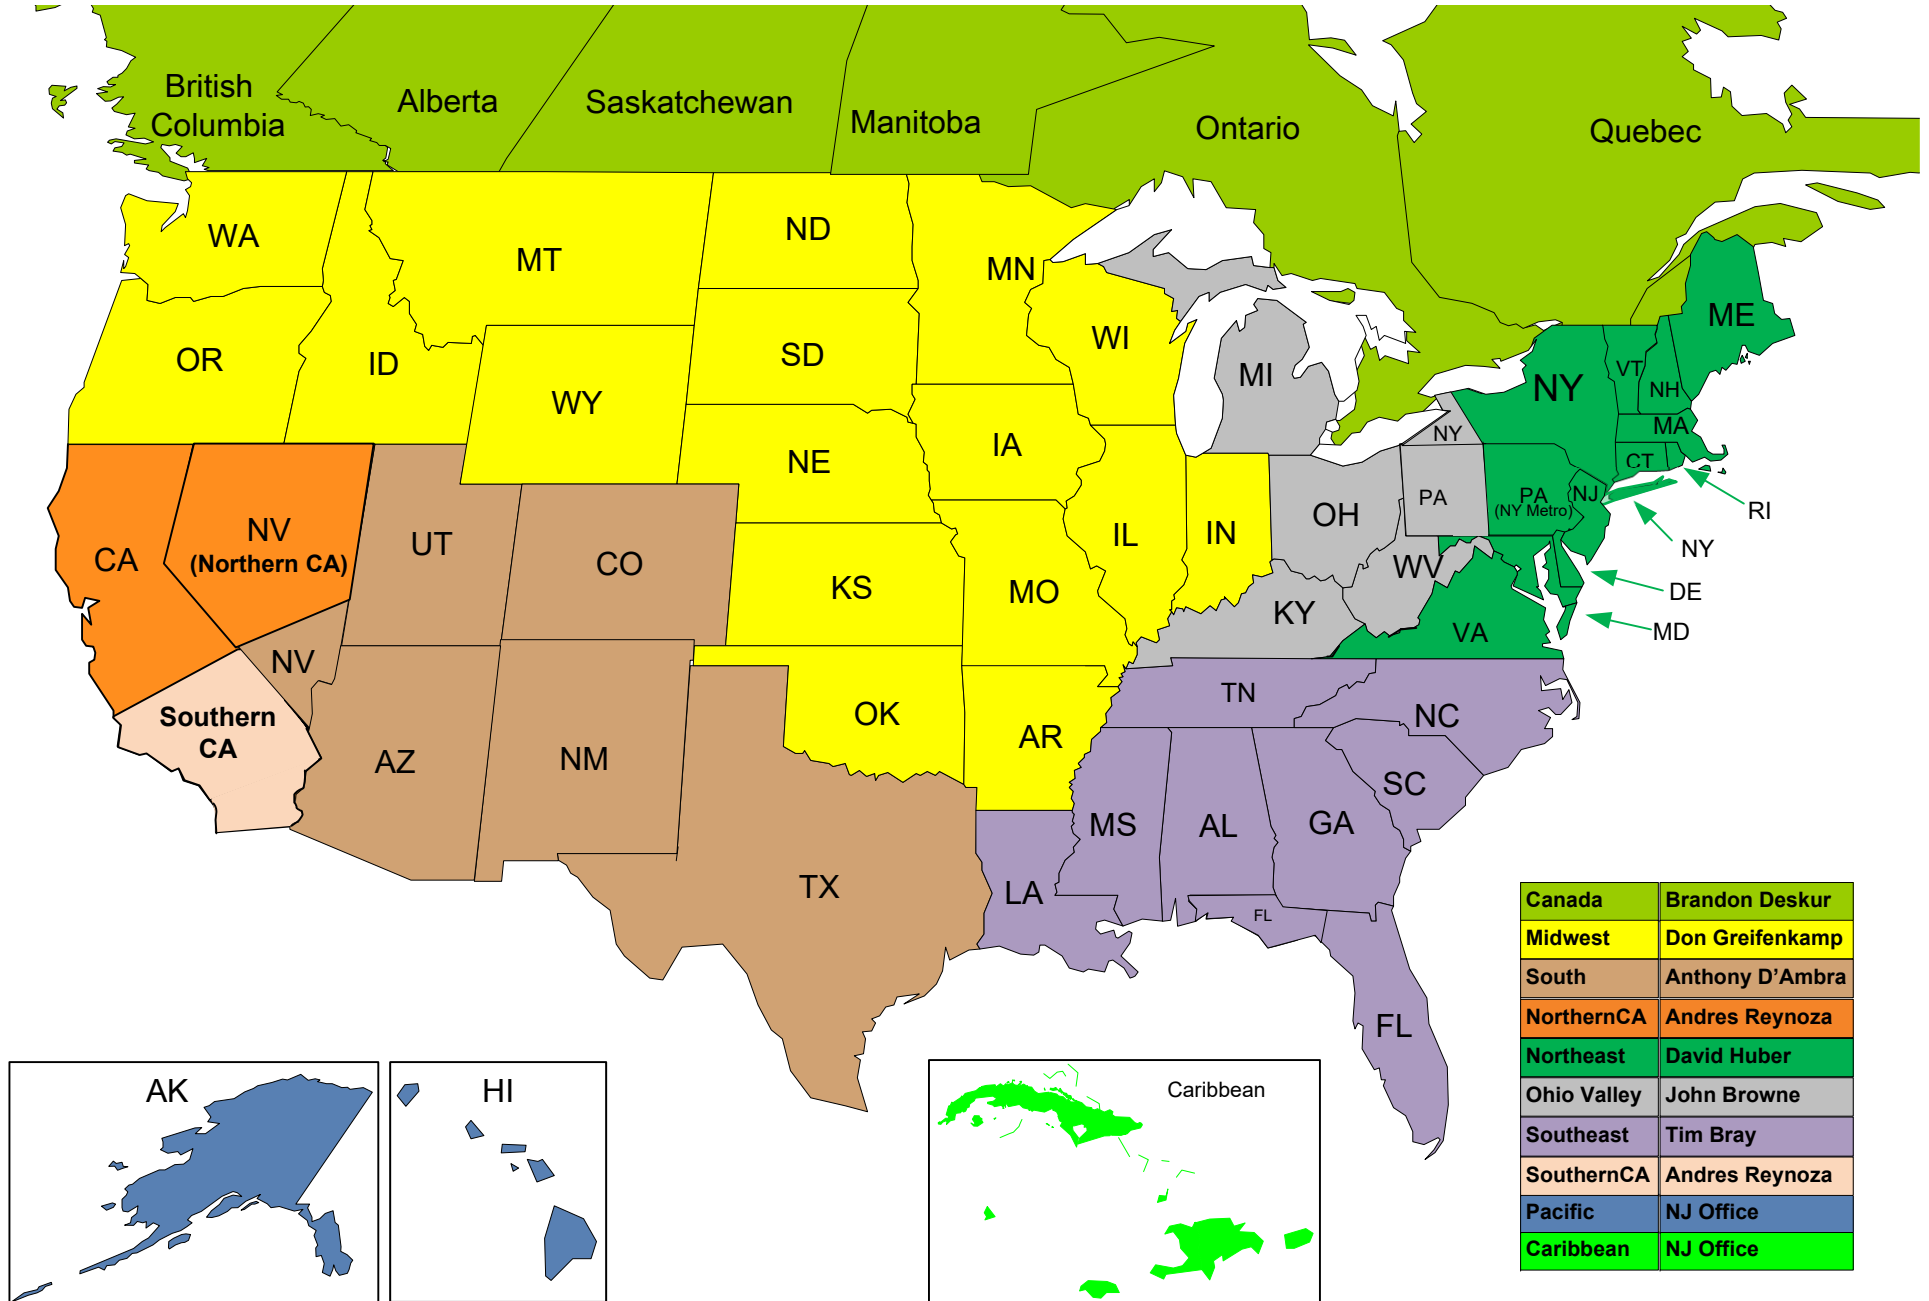 British
Columbia
Alberta
Saskatchewan
Manitoba
Ontario
Quebec
WA
MT
ND
MN
ME
OR
ID
WY
SD
WI
MI
NY
VT
NH
MA
NY
CT
IA
NE
PA
PA
(NY Metro)
NJ
RI
NY
DE
MD
CA
NV
(Northern CA)
UT
CO
KS
MO
IL
IN
OH
WV
KY
VA
NV
Southern
CA
AZ
NM
OK
AR
TN
NC
SC
MS
AL
GA
TX
LA
FL
FL
AK
HI
Caribbean
Canada Brandon Deskur
Midwest Don Greifenkamp
South Anthony D’Ambra
NorthernCA Andres Reynoza
Northeast David Huber
Ohio Valley John Browne
Southeast Tim Bray
SouthernCA Andres Reynoza
Pacific NJ Office
Caribbean NJ Office